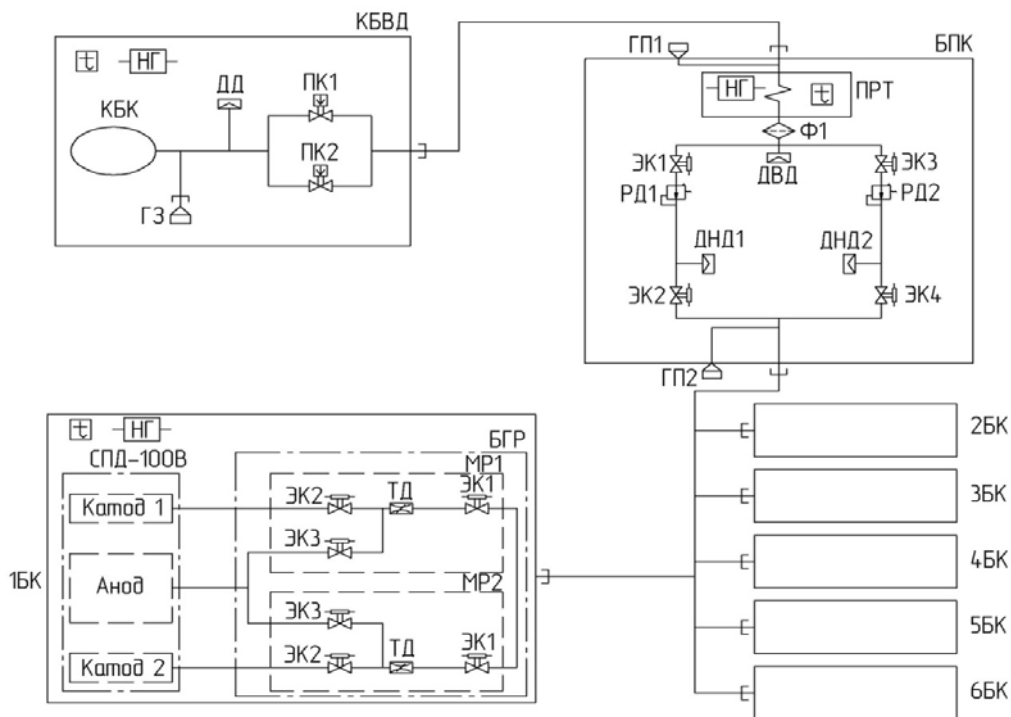 КБВД
t
НГ
КБК
ДД
ПК1
ПК2
ГЗ
ГП1
БПК
НГ
t
ПРТ
Ф1
ЭК1
ДВД
ЭК3
РД1
РД2
ДНД1
ДНД2
ЭК2
ЭК4
ГП2
t
НГ
СПД-100В
БГР
МР1
ЭК2
ТД
ЭК1
Катод 1
ЭК3
1БК
Анод
МР2
ЭК3
ЭК2
ТД
ЭК1
Катод 2
2БК
3БК
4БК
5БК
6БК